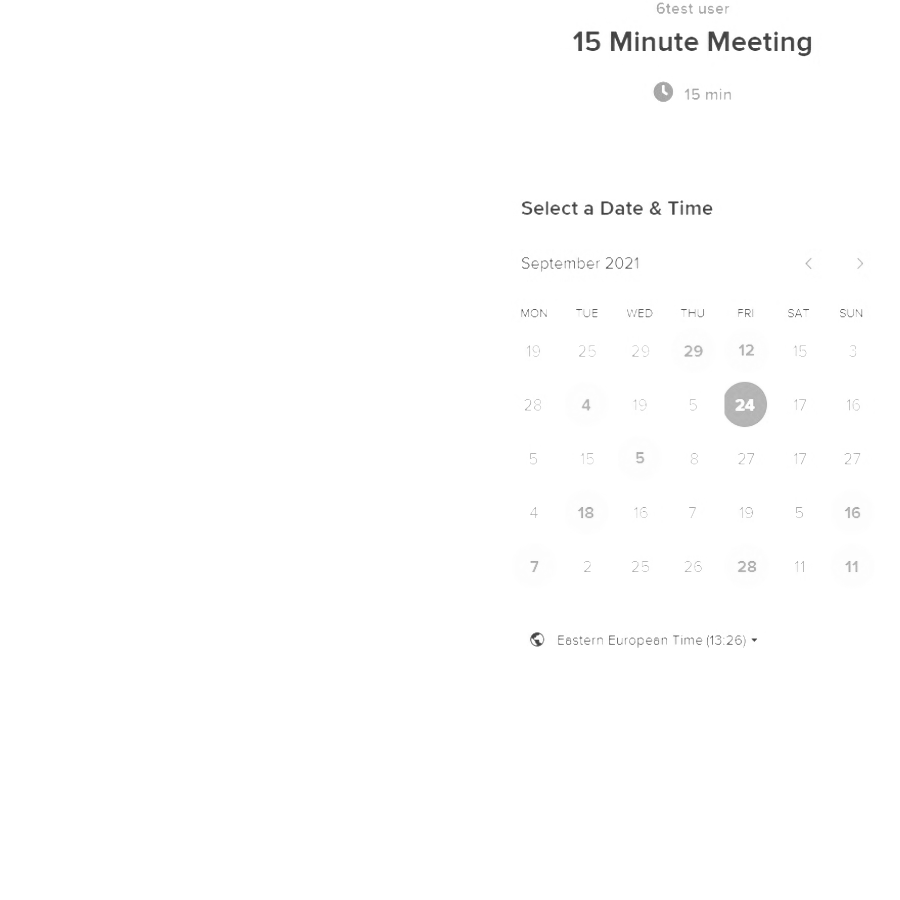 6test user
15 Minute Meeting
15 min
Select a Date & Time
September 2021
MON TUE WED THU FRI SAT SUN
19 25 29 29 12 15 3
28 4 19 5 24 17 16
5 15 5 8 27 17 27
4 18 16 7 19 5 16
7 2 25 26 28 11 11
Eastern European Time (13:26)